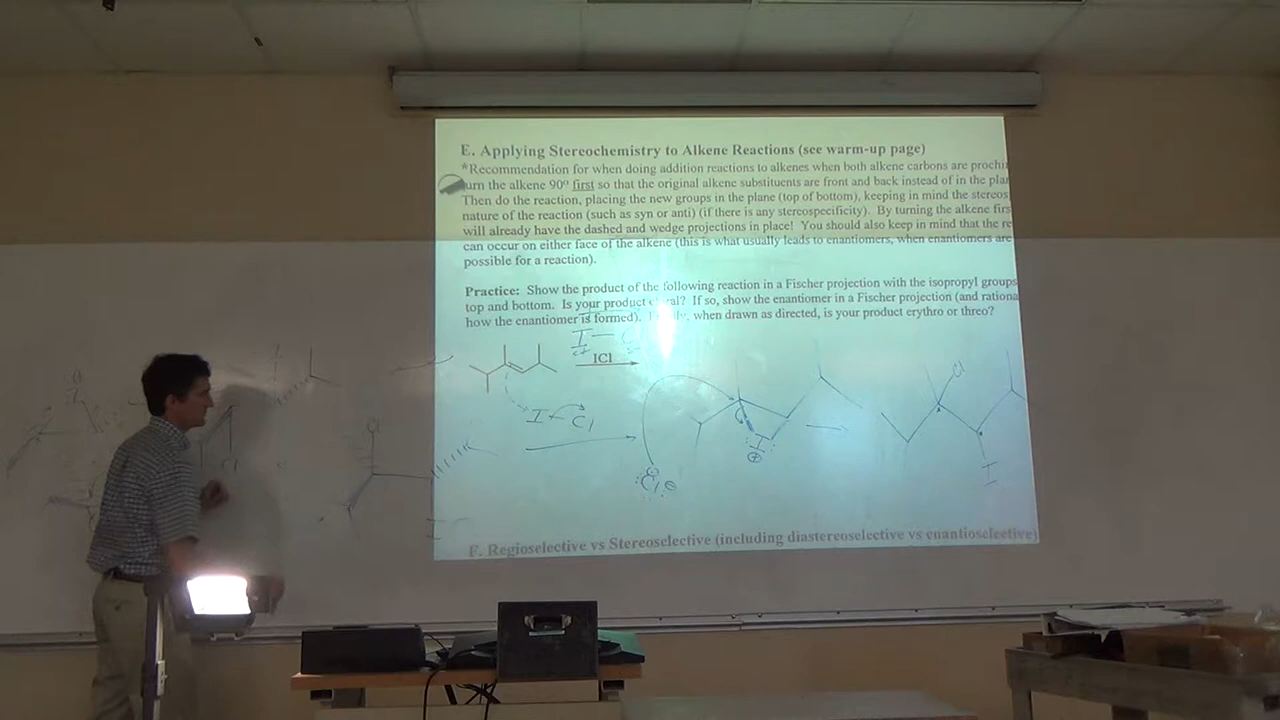 E. Applying Stereochemistry to Alkene Reactions (see warm-up page)
*Recommendation for when doing addition reactions to alkenes when both alkene carbons are prochi
urn the alkene 90° first so that the original alkene substituents are front and back instead of in the plan
Then do the reaction, placing the new groups in the plane (top of bottom), keeping in mind the stereos
nature of the reaction (such as syn or anti) (if there is any stereospecificity). By turning the alkene firs
will already have the dashed and wedge projections in place! You should also keep in mind that the re
can occur on either face of the alkene (this is what usually leads to enantiomers, when enantiomers are
possible for a reaction).
Practice: Show the product of the following reaction in a Fischer projection with the isopropyl groups
top and bottom. Is your product If so, show the enantiomer in a Fischer projection (and rationa
how the enantiomer is formed). when drawn as directed, is your product erythro or threo?
I —
ICl
I Cl
Cl
Cl
I
Cl
I
F. Regioselective vs Stereoselective (including diastereoselective vs enantioselective)